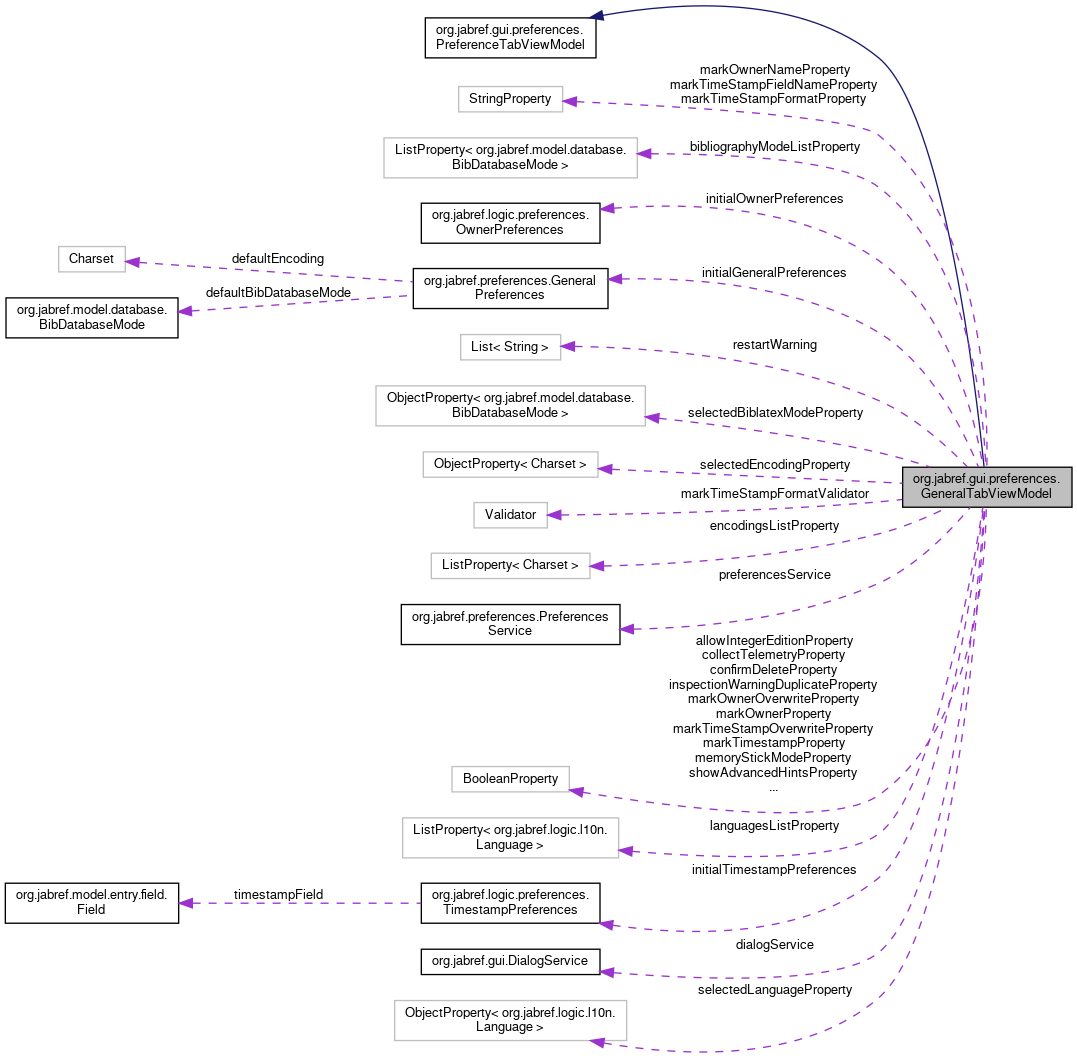 org.jabref.gui.preferences.
PreferenceTabViewModel
markOwnerNameProperty
markTimeStampFieldNameProperty
markTimeStampFormatProperty
StringProperty
ListProperty< org.jabref.model.database.
BibDatabaseMode >
bibliographyModeListProperty
org.jabref.logic.preferences.
OwnerPreferences
initialOwnerPreferences
Charset
defaultEncoding
org.jabref.preferences.General
Preferences
initialGeneralPreferences
org.jabref.model.database.
BibDatabaseMode
defaultBibDatabaseMode
List< String >
restartWarning
ObjectProperty< org.jabref.model.database.
BibDatabaseMode >
selectedBiblatexModeProperty
ObjectProperty< Charset >
selectedEncodingProperty
org.jabref.gui.preferences.
GeneralTabViewModel
Validator
markTimeStampFormatValidator
ListProperty< Charset >
encodingsListProperty
org.jabref.preferences.Preferences
Service
preferencesService
allowIntegerEditionProperty
collectTelemetryProperty
confirmDeleteProperty
inspectionWarningDuplicateProperty
markOwnerOverwriteProperty
markOwnerProperty
markTimeStampOverwriteProperty
markTimestampProperty
memoryStickModeProperty
showAdvancedHintsProperty
...
BooleanProperty
ListProperty< org.jabref.logic.l10n.
Language >
languagesListProperty
org.jabref.model.entry.field.
Field
timestampField
org.jabref.logic.preferences.
TimestampPreferences
initialTimestampPreferences
org.jabref.gui.DialogService
dialogService
ObjectProperty< org.jabref.logic.l10n.
Language >
selectedLanguageProperty